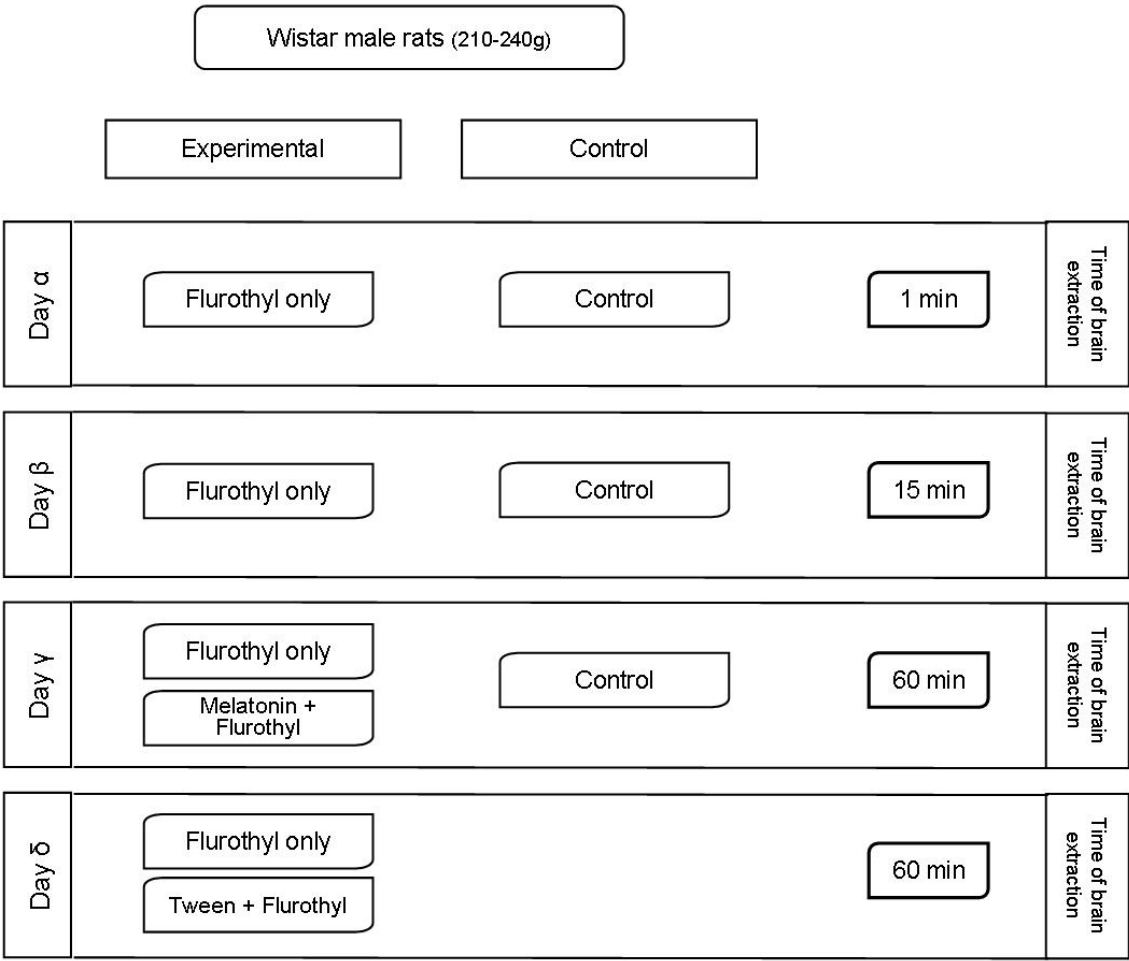 Wistar male rats (210-240g)
Experimental
Control
Day α
Flurothyl only
Control
1 min
Time of brain
extraction
Day β
Flurothyl only
Control
15 min
Time of brain
extraction
Day γ
Flurothyl only
Melatonin +
Flurothyl
Control
60 min
Time of brain
extraction
Day δ
Flurothyl only
Tween + Flurothyl
60 min
Time of brain
extraction